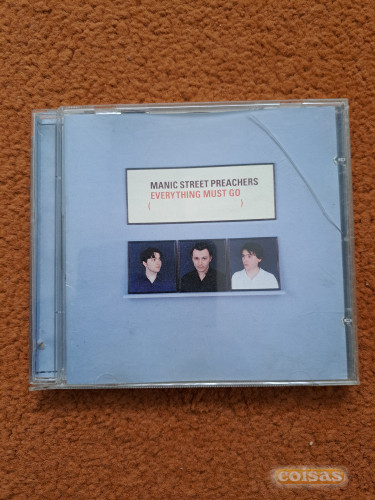 MANIC STREET PREACHERS
EVERYTHING MUST GO
( )
coisas